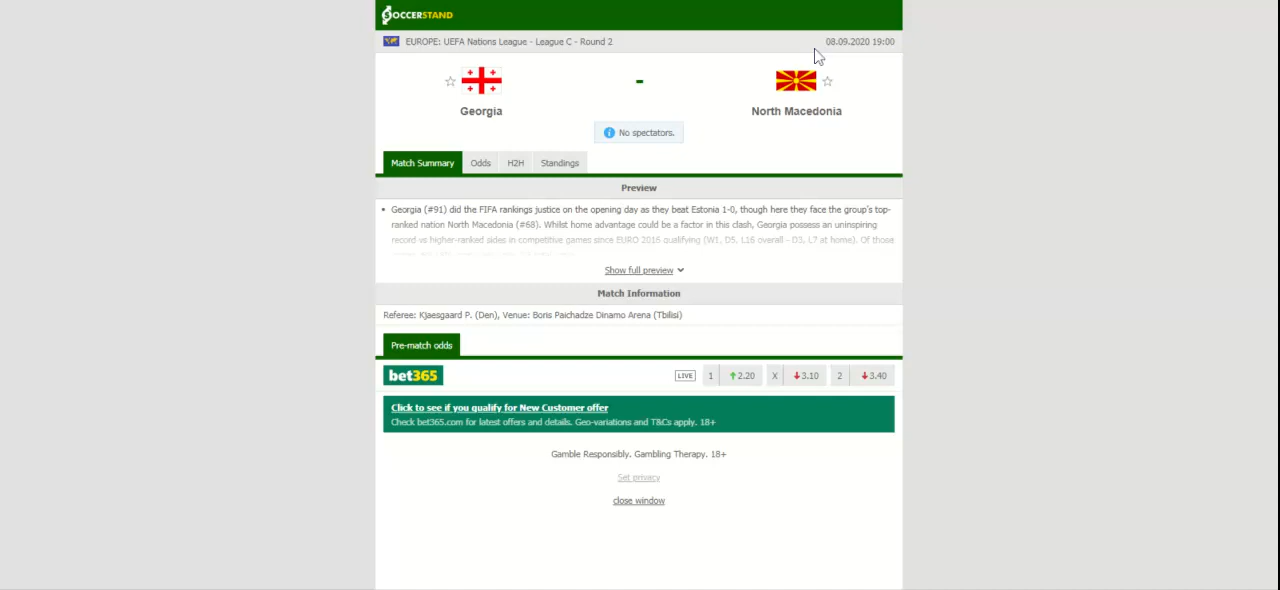 SOCCERSTAND
EUROPE: UEFA Nations League - League C - Round 2 08.09.2020 19:00
-
Georgia North Macedonia
No spectators.
Match Summary Odds H2H Standings
Preview
• Georgia (#91) did the FIFA rankings justice on the opening day as they beat Estonia 1-0, though here they face the group's top-
ranked nation North Macedonia (#68). Whilst home advantage could be a factor in this clash, Georgia possess an uninspiring
record vs higher-ranked sides in competitive games since EURO 2016 qualifying (W1, D5, L16 overall - D3, L7 at home). Of those
Show full preview
Match Information
Referee: Kjaesgaard P. (Den), Venue: Boris Paichadze Dinamo Arena (Tbilisi)
Pre-match odds
bet365 LIVE 1 2.20 X 3.10 2 3.40
Click to see if you qualify for New Customer offer
Check bet365.com for latest offers and details. Geo-variations and T&Cs apply. 18+
Gamble Responsibly. Gambling Therapy. 18+
Set privacy
close window